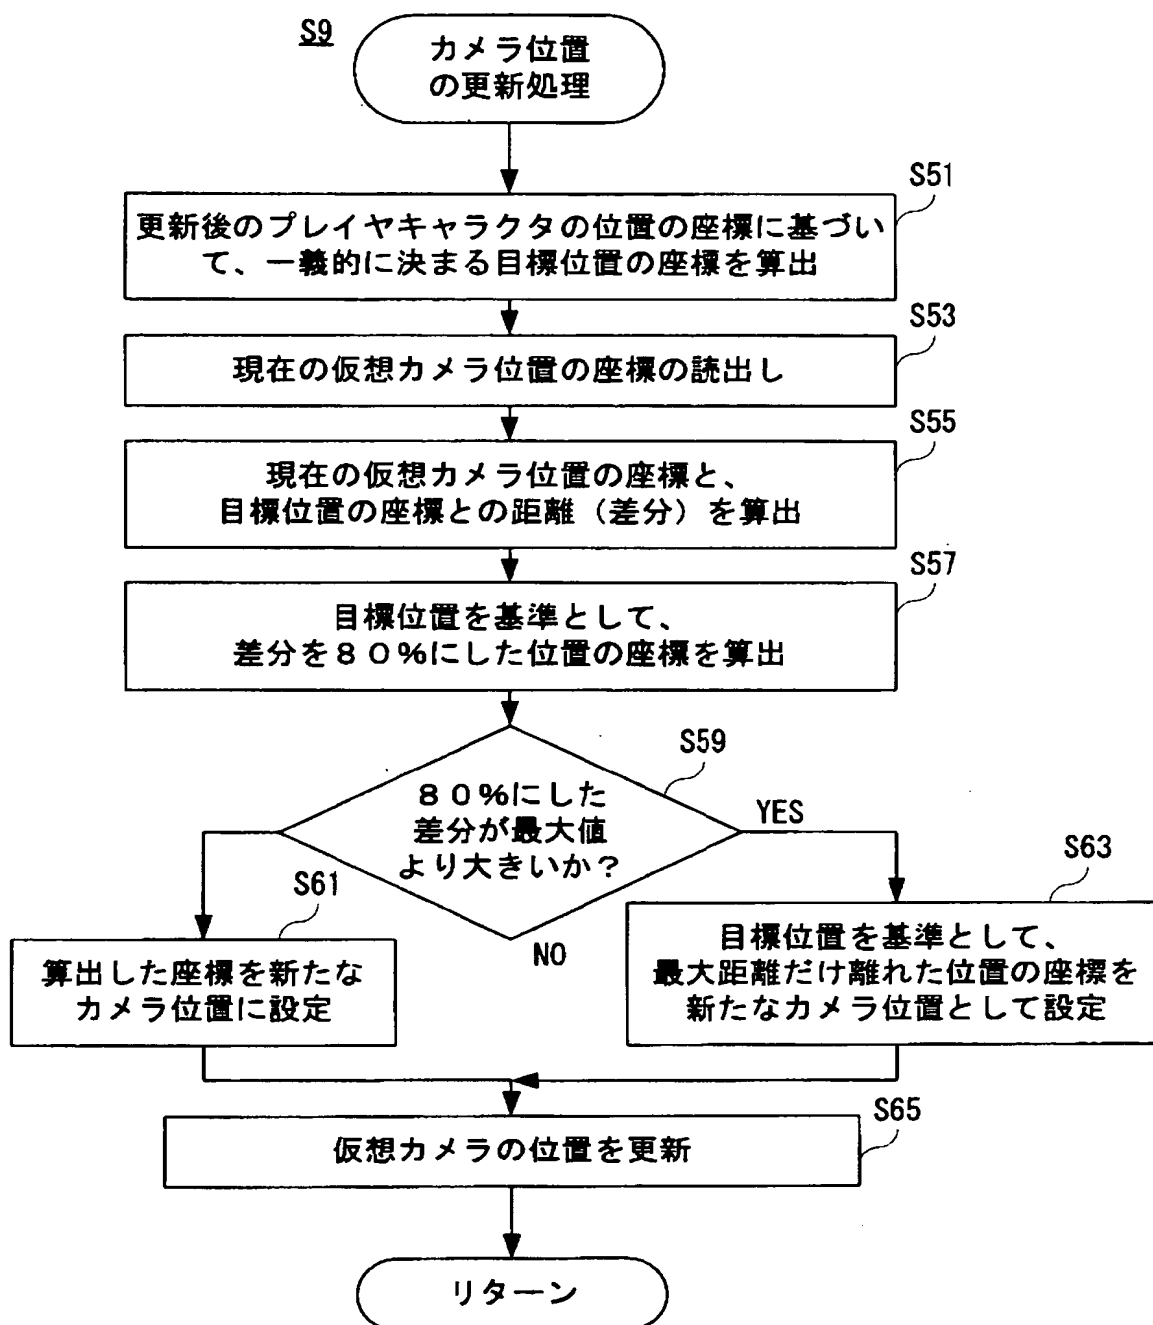 S9
カメラ位置
の更新処理
S51
更新後のプレイヤキャラクタの位置の座標に基づい
て、一義的に決まる目標位置の座標を算出
S53
現在の仮想カメラ位置の座標の読出し
S55
現在の仮想カメラ位置の座標と、
目標位置の座標との距離（差分）を算出
S57
目標位置を基準として、
差分を８０％にした位置の座標を算出
S59
８０％にした
差分が最大値
より大きいか？
YES
NO
S61
算出した座標を新たな
カメラ位置に設定
S63
目標位置を基準として、
最大距離だけ離れた位置の座標を
新たなカメラ位置として設定
S65
仮想カメラの位置を更新
リターン